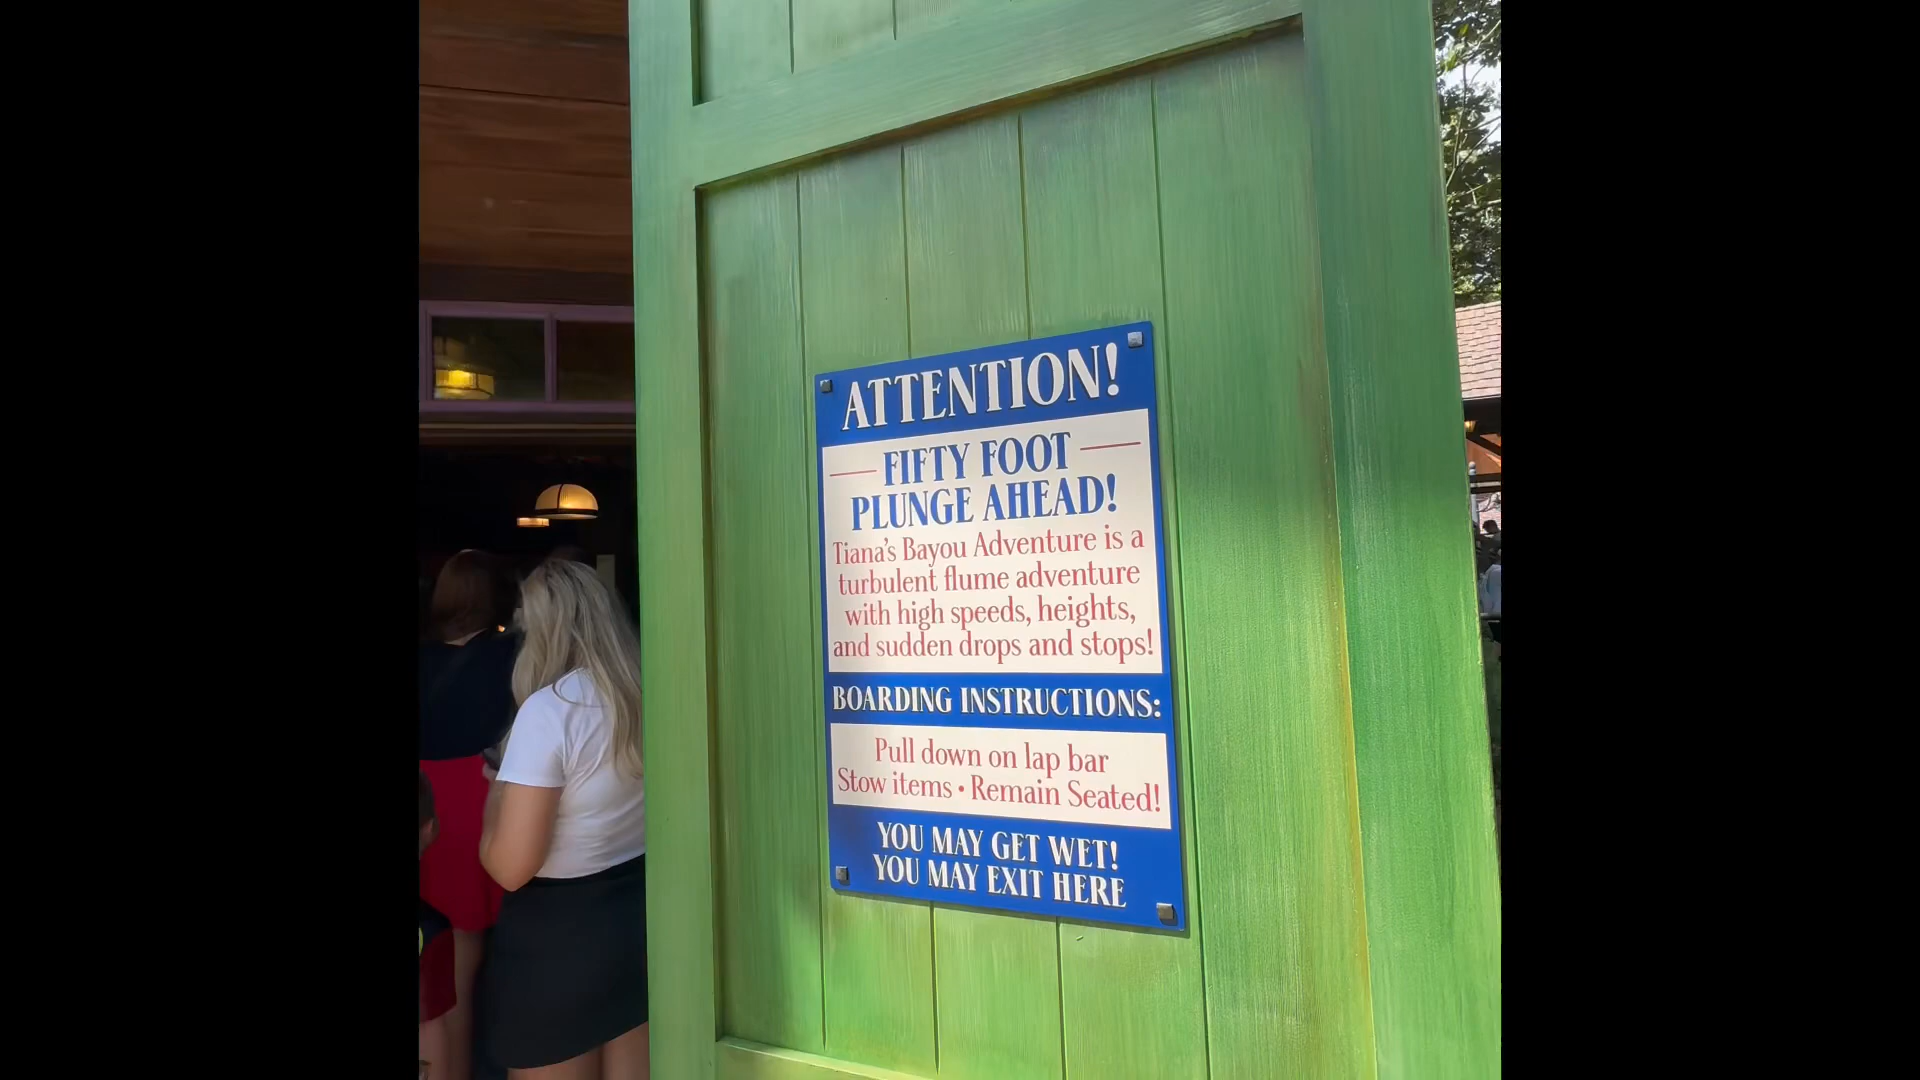 ATTENTION!
FIFTY FOOT
PLUNGE AHEAD!
Tiana's Bayou Adventure is a
turbulent flume adventure
with high speeds, heights,
and sudden drops and stops!
BOARDING INSTRUCTIONS:
Pull down on lap bar
Stow items • Remain Seated!
YOU MAY GET WET!
YOU MAY EXIT HERE